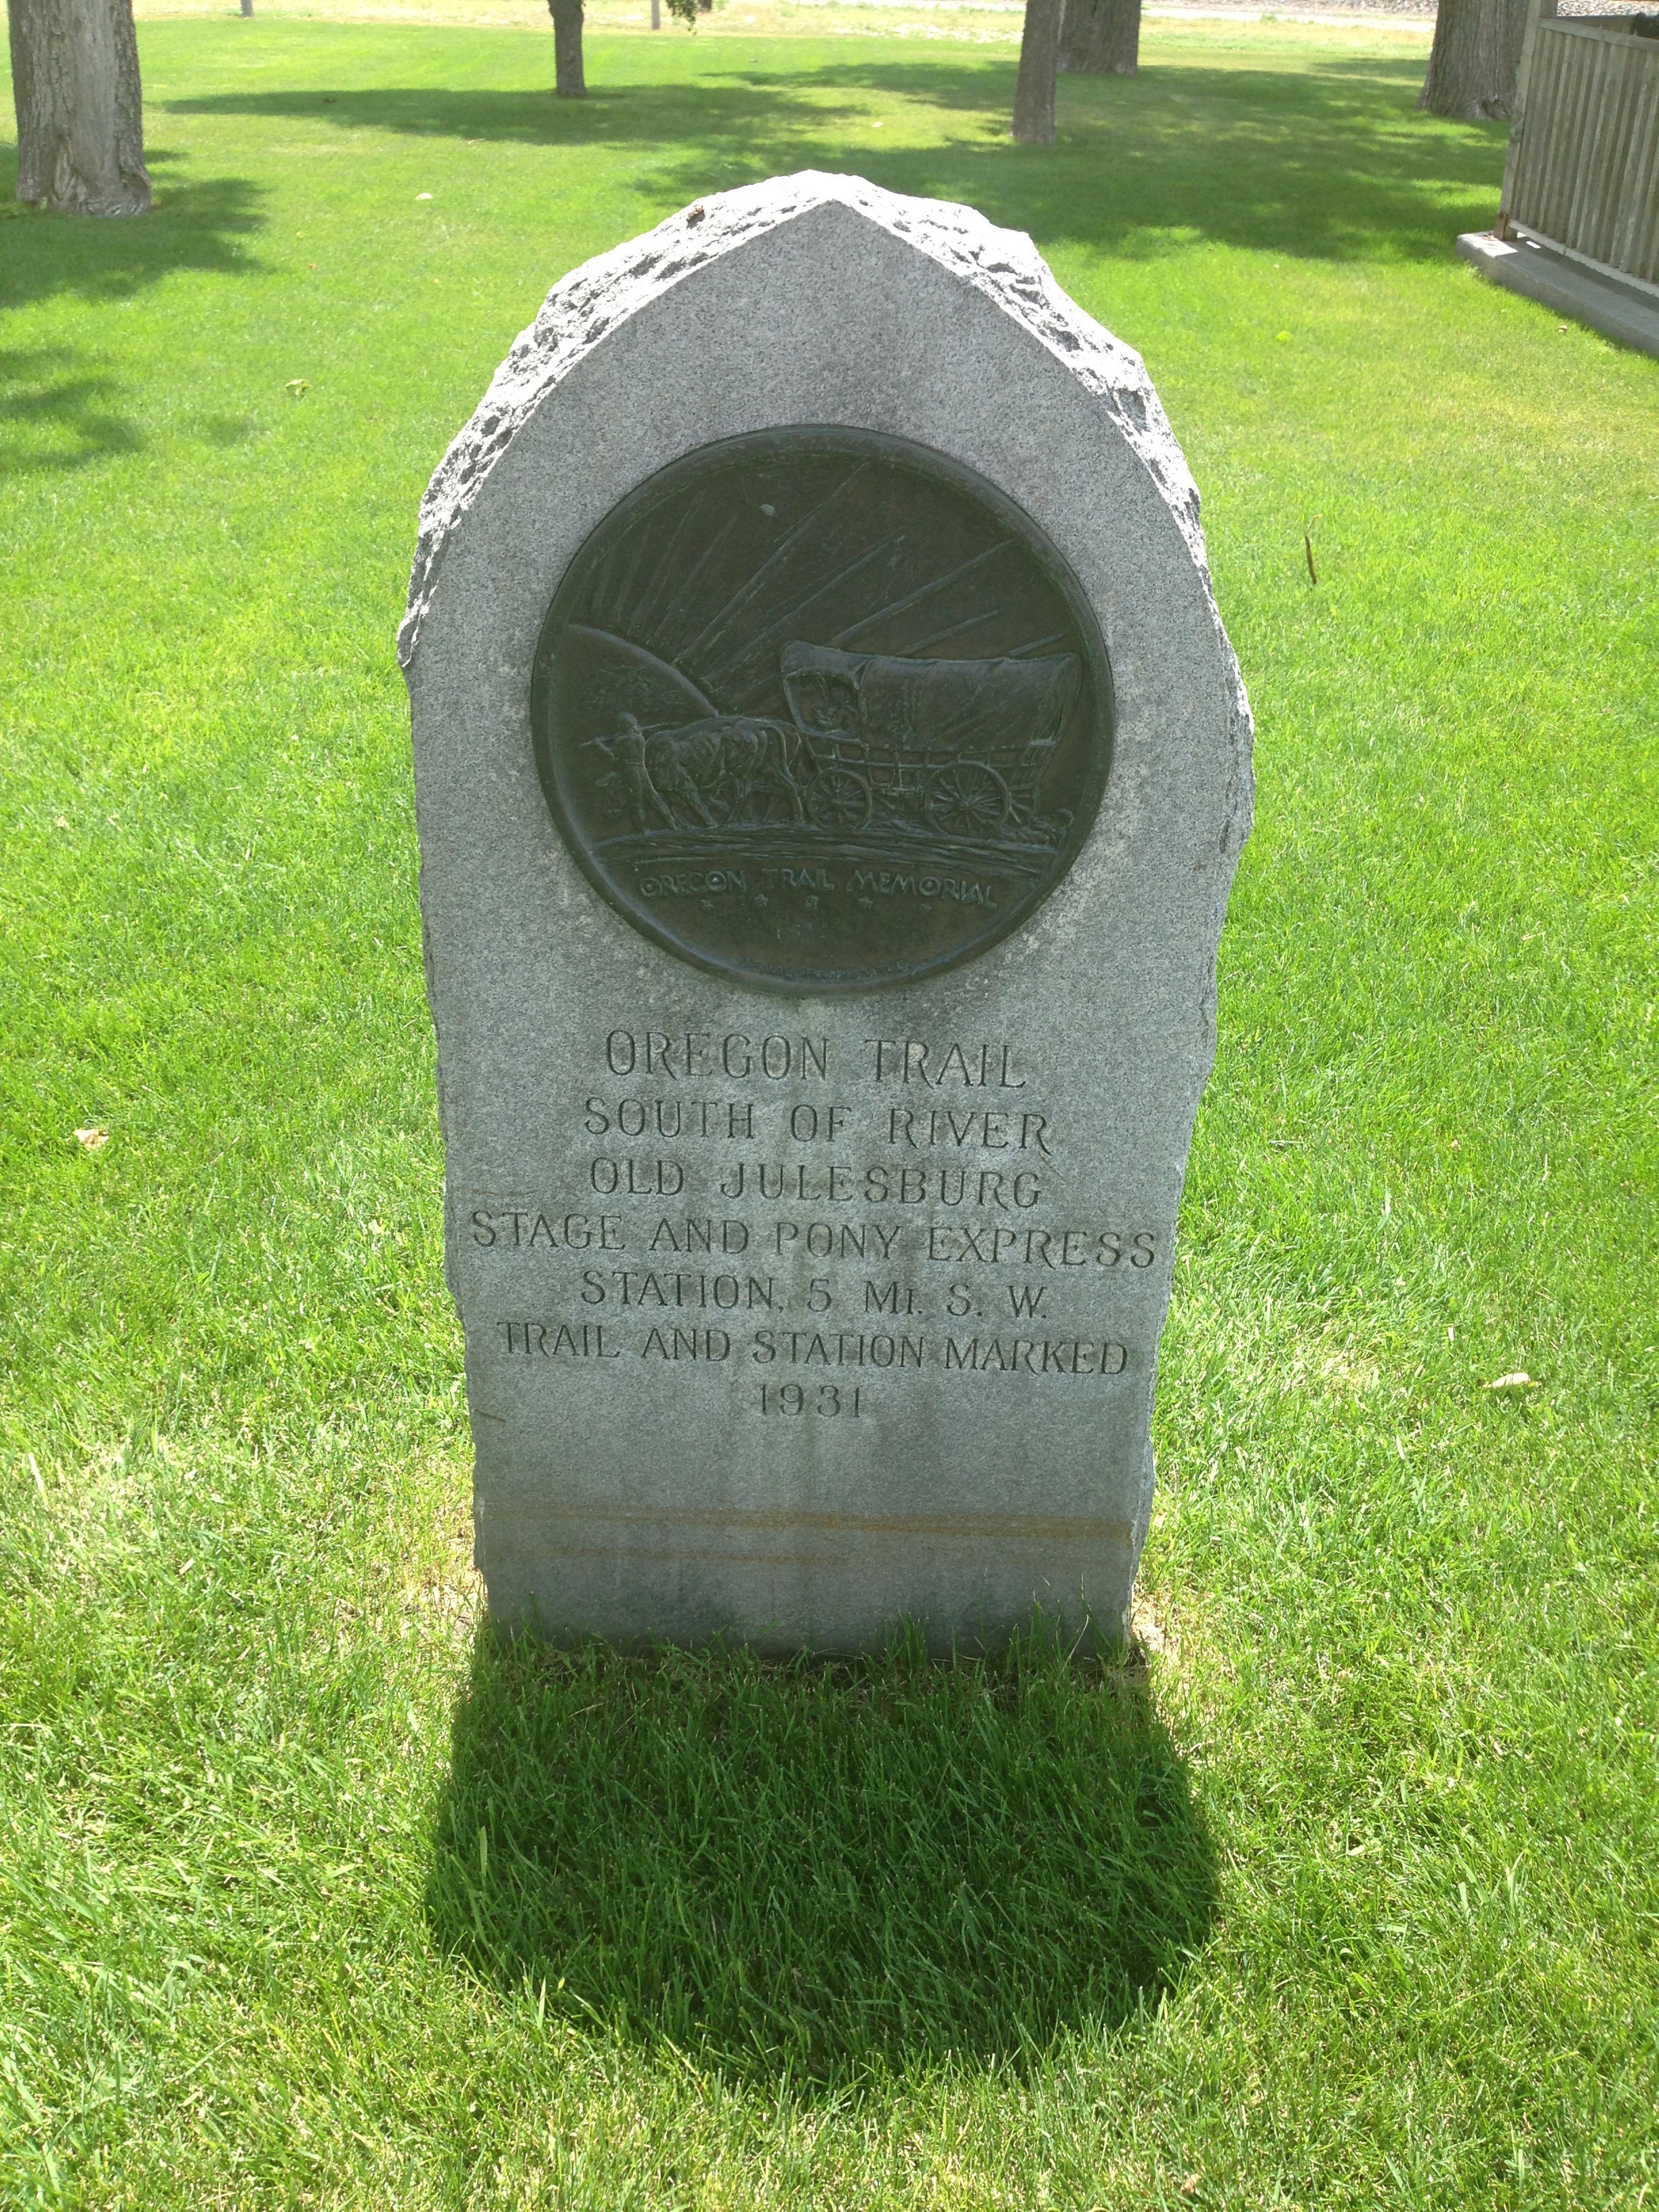 OREGON TRAIL MEMORIAL
OREGON TRAIL
SOUTH OF RIVER
OLD JULESBURG
STAGE AND PONY EXPRESS
STATION, 5 MI. S. W.
TRAIL AND STATION MARKED
1931